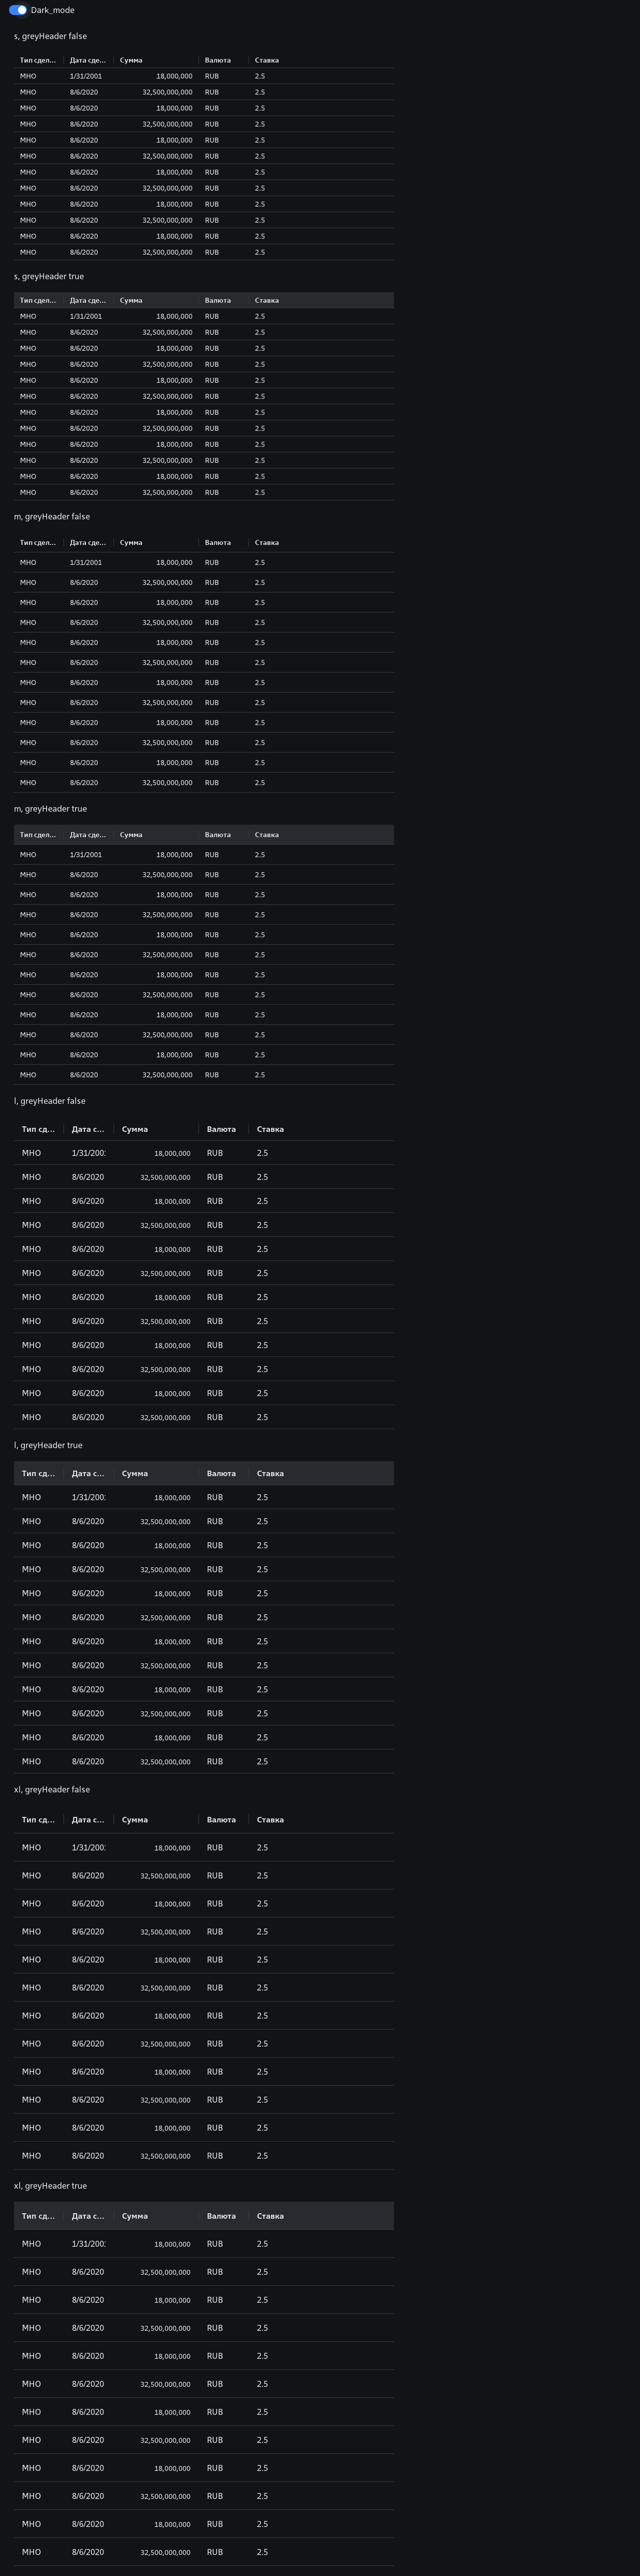 Dark_mode
s, greyHeader false
Тип сдел... Дата сде... Сумма Валюта Ставка
МНО 1/31/2001 18,000,000 RUB 2.5
МНО 8/6/2020 32,500,000,000 RUB 2.5
МНО 8/6/2020 18,000,000 RUB 2.5
МНО 8/6/2020 32,500,000,000 RUB 2.5
МНО 8/6/2020 18,000,000 RUB 2.5
МНО 8/6/2020 32,500,000,000 RUB 2.5
МНО 8/6/2020 18,000,000 RUB 2.5
МНО 8/6/2020 32,500,000,000 RUB 2.5
МНО 8/6/2020 18,000,000 RUB 2.5
МНО 8/6/2020 32,500,000,000 RUB 2.5
МНО 8/6/2020 18,000,000 RUB 2.5
МНО 8/6/2020 32,500,000,000 RUB 2.5
s, greyHeader true
Тип сдел... Дата сде... Сумма Валюта Ставка
МНО 1/31/2001 18,000,000 RUB 2.5
МНО 8/6/2020 32,500,000,000 RUB 2.5
МНО 8/6/2020 18,000,000 RUB 2.5
МНО 8/6/2020 32,500,000,000 RUB 2.5
МНО 8/6/2020 18,000,000 RUB 2.5
МНО 8/6/2020 32,500,000,000 RUB 2.5
МНО 8/6/2020 18,000,000 RUB 2.5
МНО 8/6/2020 32,500,000,000 RUB 2.5
МНО 8/6/2020 18,000,000 RUB 2.5
МНО 8/6/2020 32,500,000,000 RUB 2.5
МНО 8/6/2020 18,000,000 RUB 2.5
МНО 8/6/2020 32,500,000,000 RUB 2.5
m, greyHeader false
Тип сдел... Дата сде... Сумма Валюта Ставка
МНО 1/31/2001 18,000,000 RUB 2.5
МНО 8/6/2020 32,500,000,000 RUB 2.5
МНО 8/6/2020 18,000,000 RUB 2.5
МНО 8/6/2020 32,500,000,000 RUB 2.5
МНО 8/6/2020 18,000,000 RUB 2.5
МНО 8/6/2020 32,500,000,000 RUB 2.5
МНО 8/6/2020 18,000,000 RUB 2.5
МНО 8/6/2020 32,500,000,000 RUB 2.5
МНО 8/6/2020 18,000,000 RUB 2.5
МНО 8/6/2020 32,500,000,000 RUB 2.5
МНО 8/6/2020 18,000,000 RUB 2.5
МНО 8/6/2020 32,500,000,000 RUB 2.5
m, greyHeader true
Тип сдел... Дата сде... Сумма Валюта Ставка
МНО 1/31/2001 18,000,000 RUB 2.5
МНО 8/6/2020 32,500,000,000 RUB 2.5
МНО 8/6/2020 18,000,000 RUB 2.5
МНО 8/6/2020 32,500,000,000 RUB 2.5
МНО 8/6/2020 18,000,000 RUB 2.5
МНО 8/6/2020 32,500,000,000 RUB 2.5
МНО 8/6/2020 18,000,000 RUB 2.5
МНО 8/6/2020 32,500,000,000 RUB 2.5
МНО 8/6/2020 18,000,000 RUB 2.5
МНО 8/6/2020 32,500,000,000 RUB 2.5
МНО 8/6/2020 18,000,000 RUB 2.5
МНО 8/6/2020 32,500,000,000 RUB 2.5
l, greyHeader false
Тип сд... Дата с... Сумма Валюта Ставка
МНО 1/31/200 18,000,000 RUB 2.5
МНО 8/6/2020 32,500,000,000 RUB 2.5
МНО 8/6/2020 18,000,000 RUB 2.5
МНО 8/6/2020 32,500,000,000 RUB 2.5
МНО 8/6/2020 18,000,000 RUB 2.5
МНО 8/6/2020 32,500,000,000 RUB 2.5
МНО 8/6/2020 18,000,000 RUB 2.5
МНО 8/6/2020 32,500,000,000 RUB 2.5
МНО 8/6/2020 18,000,000 RUB 2.5
МНО 8/6/2020 32,500,000,000 RUB 2.5
МНО 8/6/2020 18,000,000 RUB 2.5
МНО 8/6/2020 32,500,000,000 RUB 2.5
l, greyHeader true
Тип сд... Дата с... Сумма Валюта Ставка
МНО 1/31/200 18,000,000 RUB 2.5
МНО 8/6/2020 32,500,000,000 RUB 2.5
МНО 8/6/2020 18,000,000 RUB 2.5
МНО 8/6/2020 32,500,000,000 RUB 2.5
МНО 8/6/2020 18,000,000 RUB 2.5
МНО 8/6/2020 32,500,000,000 RUB 2.5
МНО 8/6/2020 18,000,000 RUB 2.5
МНО 8/6/2020 32,500,000,000 RUB 2.5
МНО 8/6/2020 18,000,000 RUB 2.5
МНО 8/6/2020 32,500,000,000 RUB 2.5
МНО 8/6/2020 18,000,000 RUB 2.5
МНО 8/6/2020 32,500,000,000 RUB 2.5
xl, greyHeader false
Тип сд... Дата с... Сумма Валюта Ставка
МНО 1/31/200 18,000,000 RUB 2.5
МНО 8/6/2020 32,500,000,000 RUB 2.5
МНО 8/6/2020 18,000,000 RUB 2.5
МНО 8/6/2020 32,500,000,000 RUB 2.5
МНО 8/6/2020 18,000,000 RUB 2.5
МНО 8/6/2020 32,500,000,000 RUB 2.5
МНО 8/6/2020 18,000,000 RUB 2.5
МНО 8/6/2020 32,500,000,000 RUB 2.5
МНО 8/6/2020 18,000,000 RUB 2.5
МНО 8/6/2020 32,500,000,000 RUB 2.5
МНО 8/6/2020 18,000,000 RUB 2.5
МНО 8/6/2020 32,500,000,000 RUB 2.5
xl, greyHeader true
Тип сд... Дата с... Сумма Валюта Ставка
МНО 1/31/200 18,000,000 RUB 2.5
МНО 8/6/2020 32,500,000,000 RUB 2.5
МНО 8/6/2020 18,000,000 RUB 2.5
МНО 8/6/2020 32,500,000,000 RUB 2.5
МНО 8/6/2020 18,000,000 RUB 2.5
МНО 8/6/2020 32,500,000,000 RUB 2.5
МНО 8/6/2020 18,000,000 RUB 2.5
МНО 8/6/2020 32,500,000,000 RUB 2.5
МНО 8/6/2020 18,000,000 RUB 2.5
МНО 8/6/2020 32,500,000,000 RUB 2.5
МНО 8/6/2020 18,000,000 RUB 2.5
МНО 8/6/2020 32,500,000,000 RUB 2.5